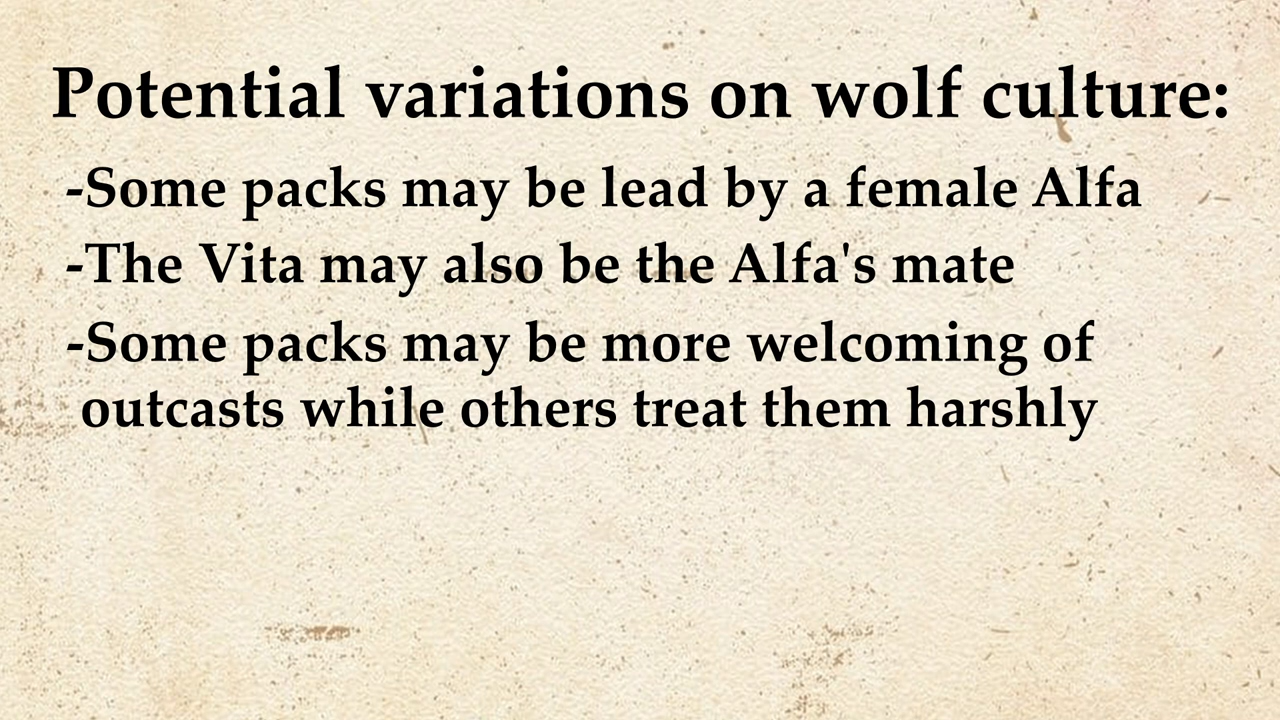 Potential variations on wolf culture:
-Some packs may be lead by a female Alfa
-The Vita may also be the Alfa's mate
-Some packs may be more welcoming of
outcasts while others treat them harshly